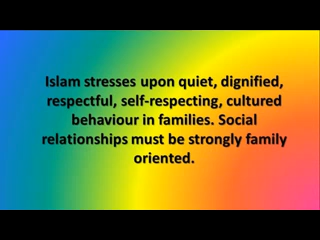 Islam stresses upon quiet, dignified,
respectful, self-respecting, cultured
behaviour in families. Social
relationships must be strongly family
oriented.